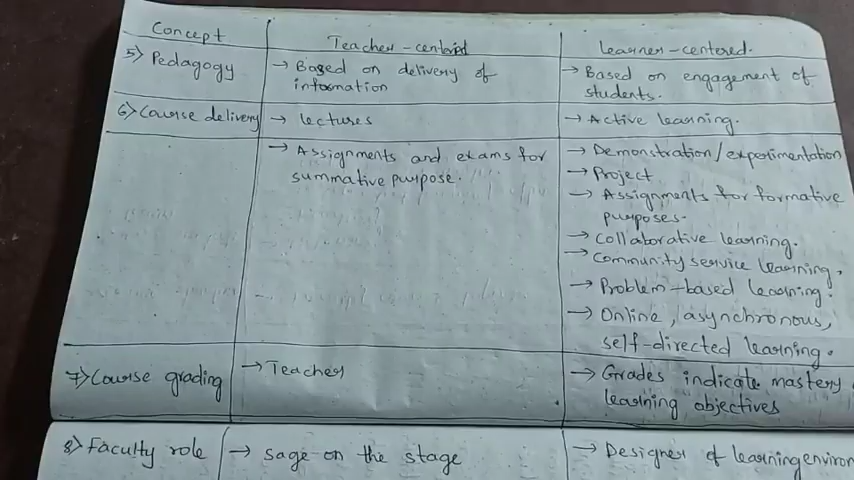 Concept
Teacher-centered
Learner-centered.
5) Pedagogy
→ Based on delivery of
information
→ Based on engagement of
students.
6) Course delivery
→ lectures
→ Active learning.
→ Assignments and exams for
summative purpose.
→ Demonstration/experimentation
→ Project
→ Assignments for formative
purposes.
→ Collaborative learning.
→ Community service learning.
→ Problem-based learning.
→ Online, asynchronous,
self-directed learning.
7) Course grading
→ Teacher
→ Grades indicate mastery
learning objectives
8) Faculty role
→ sage on the stage
→ Designer of learning environ